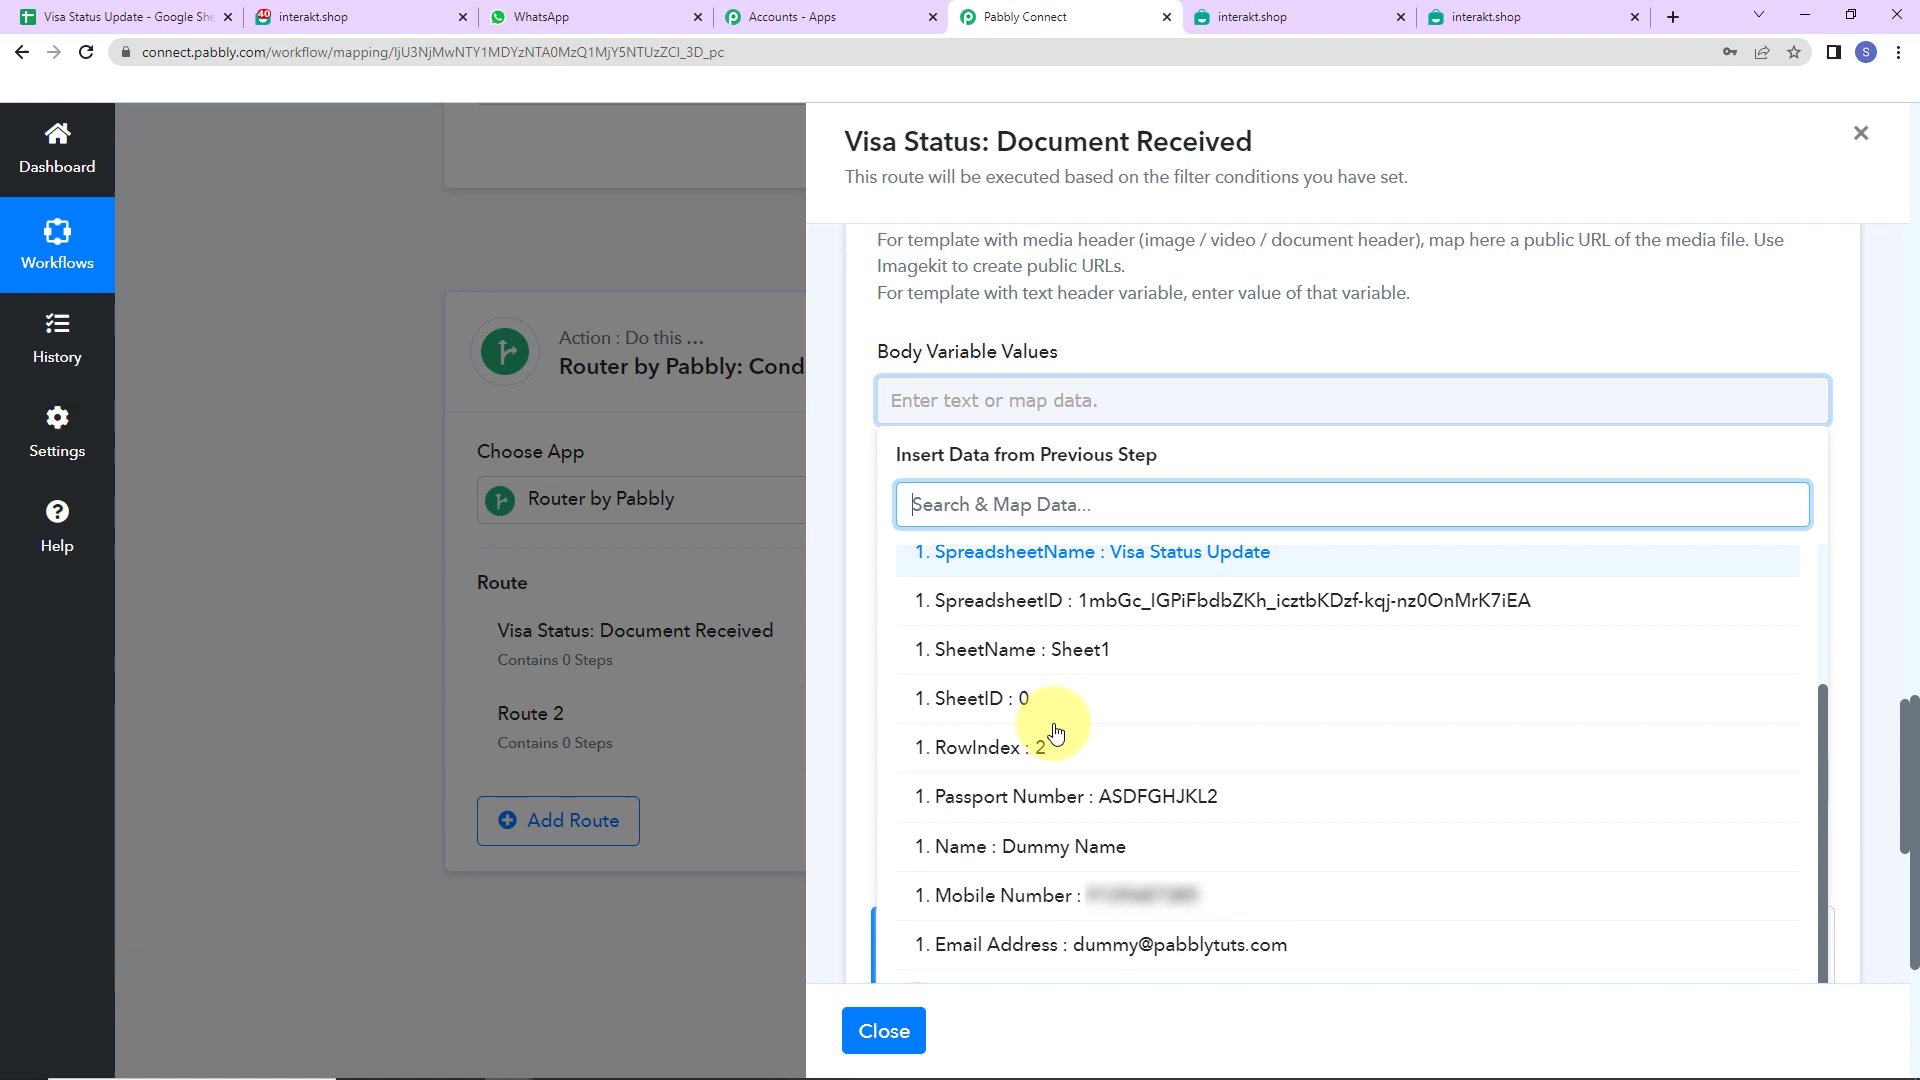 Visa Status Update - Google She
interakt.shop
WhatsApp
Accounts - Apps
Pabbly Connect
interakt.shop
interakt.shop
connect.pabbly.com/workflow/mapping/IjU3NjMwNTY1MDYzNTA0MzQ1MjY5NTUzZCI_3D_pc
S
Dashboard
Workflows
History
Settings
Help
Action : Do this ...
Router by Pabbly: Cond
Choose App
Router by Pabbly
Route
Visa Status: Document Received
Contains 0 Steps
Route 2
Contains 0 Steps
Add Route
Visa Status: Document Received
This route will be executed based on the filter conditions you have set.
For template with media header (image / video / document header), map here a public URL of the media file. Use
Imagekit to create public URLs.
For template with text header variable, enter value of that variable.
Body Variable Values
Enter text or map data.
Insert Data from Previous Step
Search & Map Data...
1. SpreadsheetName : Visa Status Update
1. SpreadsheetID : 1mbGc_IGPiFbdbZKh_icztbKDzf-kqj-nz0OnMrK7iEA
1. SheetName : Sheet1
1. SheetID : 0
1. RowIndex : 2
1. Passport Number : ASDFGHJKL2
1. Name : Dummy Name
1. Mobile Number :
1. Email Address : dummy@pabblytuts.com
Close